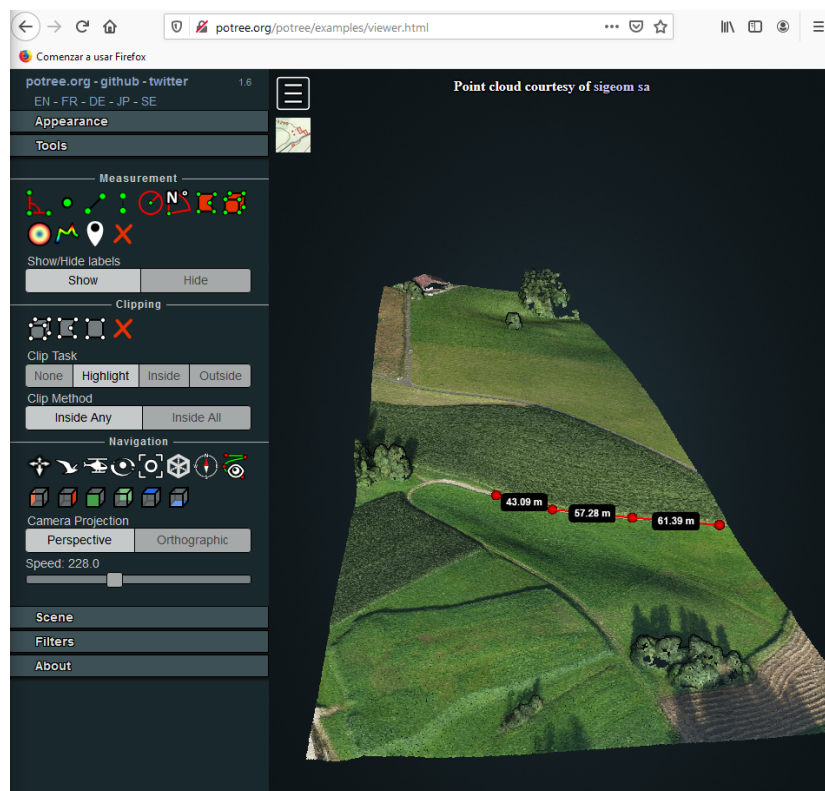 potree.org/potree/examples/viewer.html
Comenzar a usar Firefox
potree.org - github - twitter 1.6
EN - FR - DE - JP - SE
Appearance
Tools
Measurement
N°
Show/Hide labels
Show Hide
Clipping
Clip Task
None Highlight Inside Outside
Clip Method
Inside Any Inside All
Navigation
Camera Projection
Perspective Orthographic
Speed: 228.0
Scene
Filters
About
Point cloud courtesy of sigeom sa
43.09 m
57.28 m
61.39 m